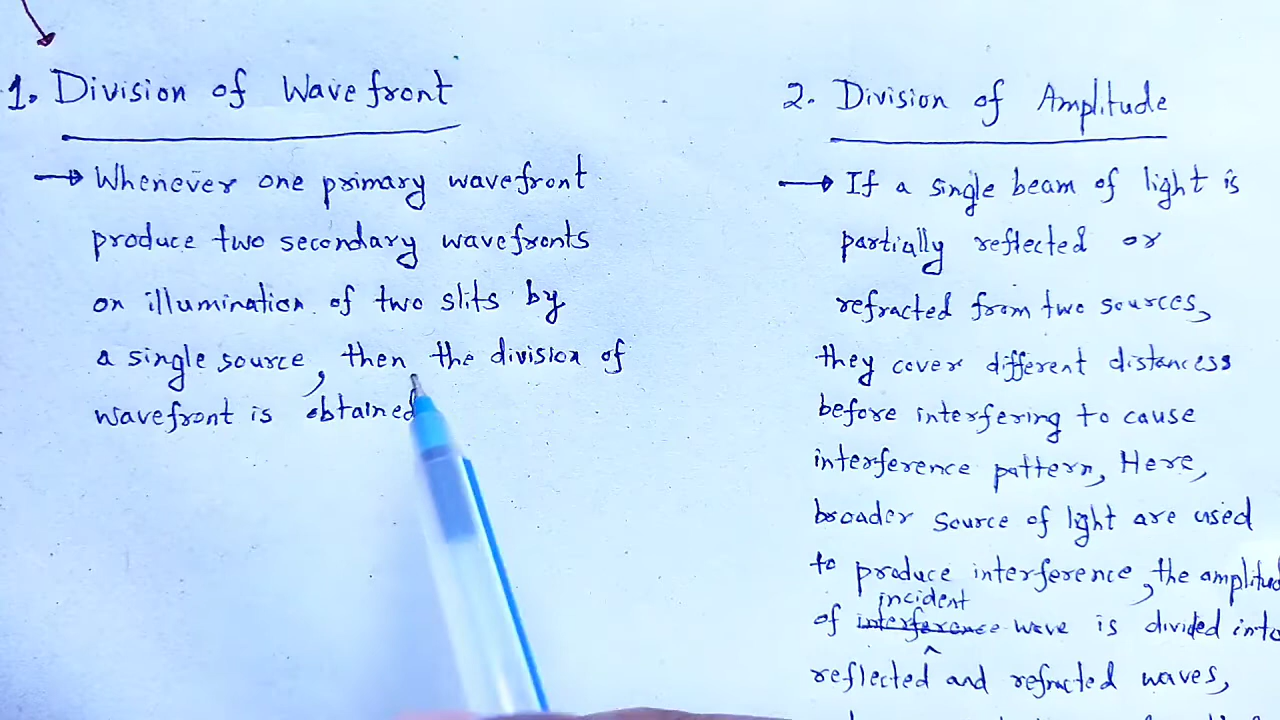 1. Division of Wavefront
→ Whenever one primary wavefront
produce two secondary wavefronts
on illumination of two slits by
a single source, then the division of
wavefront is obtained
2. Division of Amplitude
→ If a single beam of light is
partially reflected or
refracted from two sources,
they cover different distancess
before interfering to cause
interference pattern, Here,
broader source of light are used
to produce interference, the amplitud
incident
of interference wave is divided into
reflected and refracted waves,